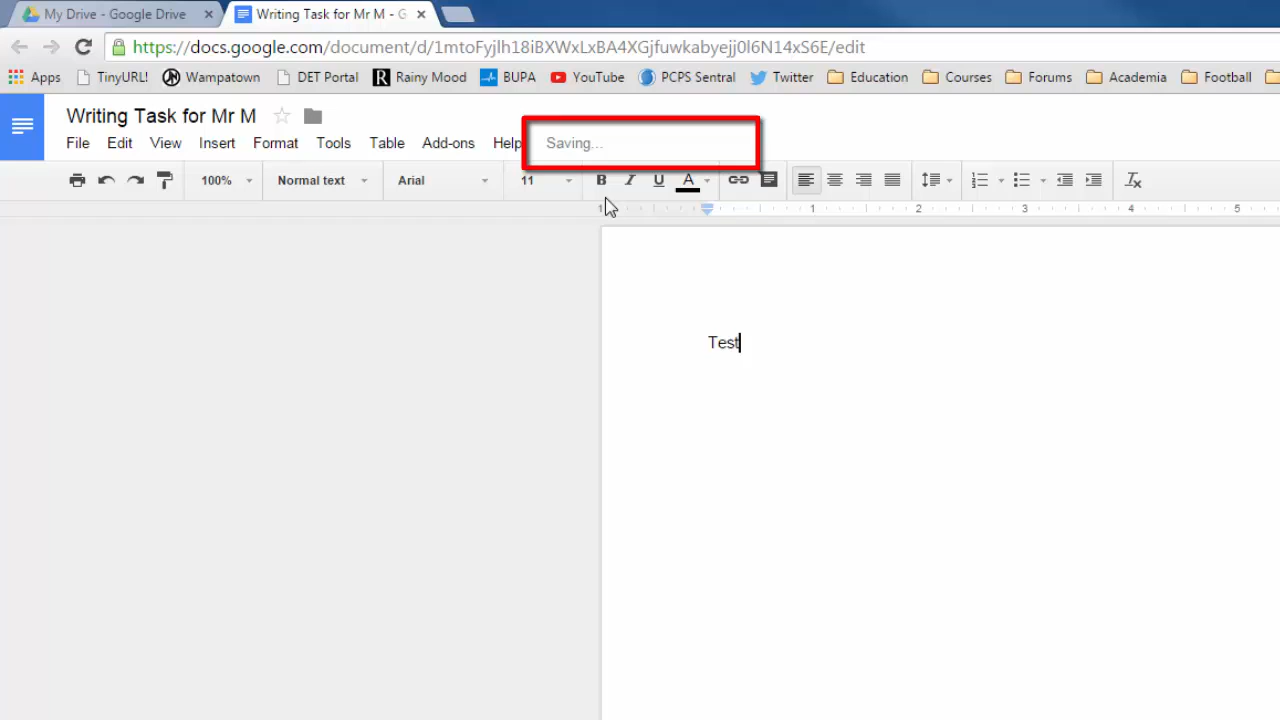 My Drive - Google Drive
Writing Task for Mr M - G
https://docs.google.com/document/d/1mtoFyjlh18iBXWxLxBA4XGjfuwkabyejj0l6N14xS6E/edit
Apps TinyURL! Wampatown DET Portal Rainy Mood BUPA YouTube PCPS Sentral Twitter Education Courses Forums Academia Football
Writing Task for Mr M
File Edit View Insert Format Tools Table Add-ons Help Saving...
100% Normal text Arial 11 B I U A
1 1 2 3 4 5
Test